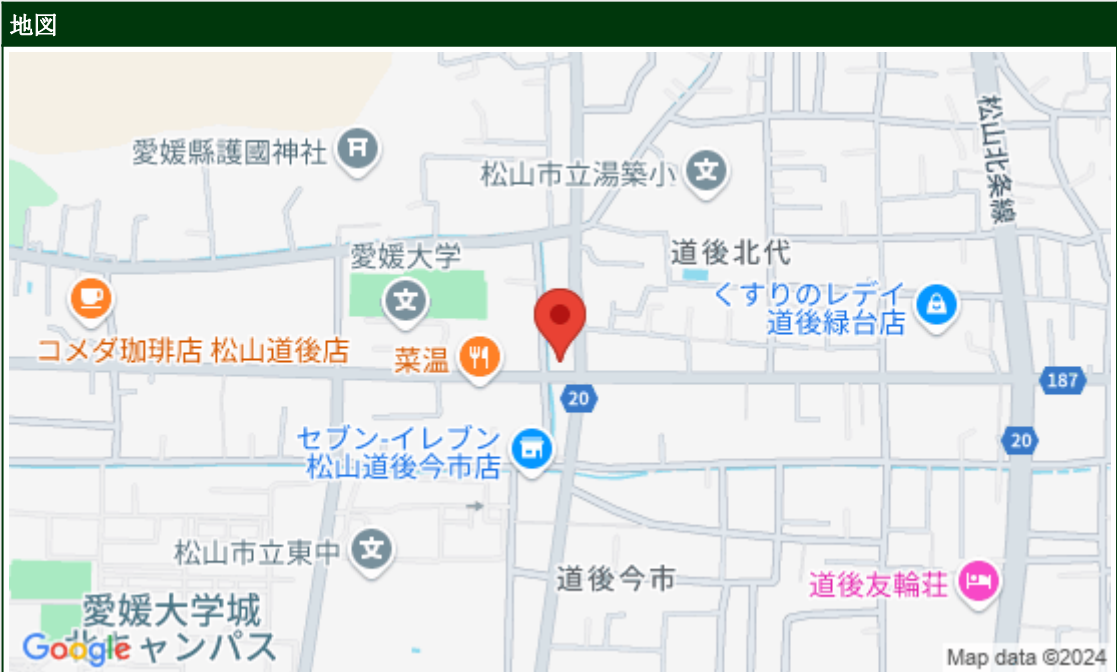 地図
松山北条線
愛媛縣護國神社
松山市立湯築小
愛媛大学
道後北代
くすりのレデイ
道後緑台店
コメダ珈琲店 松山道後店
菜温
187
20
20
セブン-イレブン
松山道後今市店
松山市立東中
道後今市
道後友輪荘
愛媛大学城
北キャンパス
Google
Map data ©2024